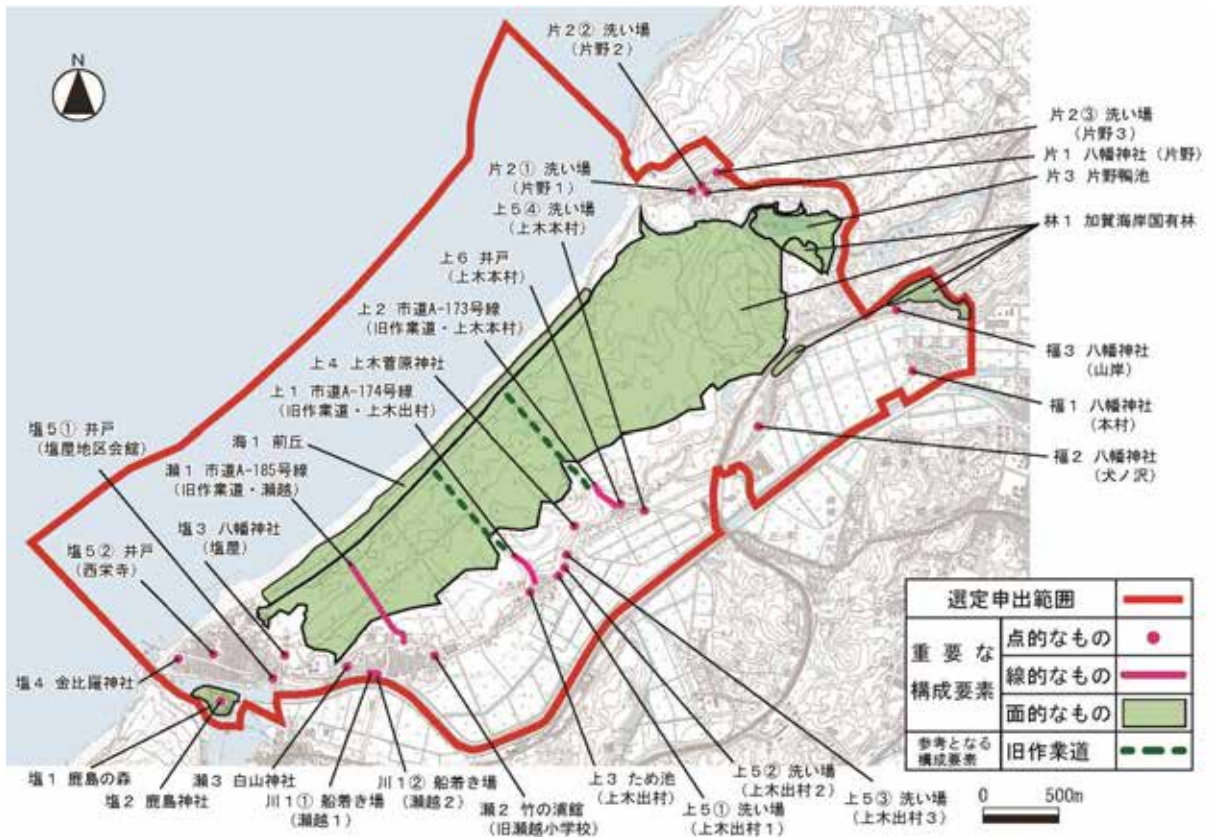 N
片2② 洗い場
(片野2)
片2③ 洗い場
(片野3)
片1 八幡神社(片野)
片3 片野鴨池
林1 加賀海岸国有林
片2① 洗い場
(片野1)
上5④ 洗い場
(上木本村)
上6 井戸
(上木本村)
上2 市道A-173号線
(旧作業道・上木本村)
上4 上木菅原神社
上1 市道A-174号線
(旧作業道・上木出村)
塩5① 井戸
(塩屋地区会館)
海1 前丘
瀬1 市道A-185号線
(旧作業道・瀬越)
塩3 八幡神社
(塩屋)
塩5② 井戸
(西栄寺)
福3 八幡神社
(山岸)
福1 八幡神社
(本村)
福2 八幡神社
(犬ノ沢)
塩4 金比羅神社
塩1 鹿島の森
塩2 鹿島神社
瀬3 白山神社
川1① 船着き場
(瀬越1)
川1② 船着き場
(瀬越2)
瀬2 竹の浦館
(旧瀬越小学校)
上3 ため池
(上木出村)
上5① 洗い場
(上木出村1)
上5② 洗い場
(上木出村2)
上5③ 洗い場
(上木出村3)
選定申出範囲
重要な
構成要素
点的なもの
線的なもの
面的なもの
参考となる
構成要素
旧作業道
0 500m